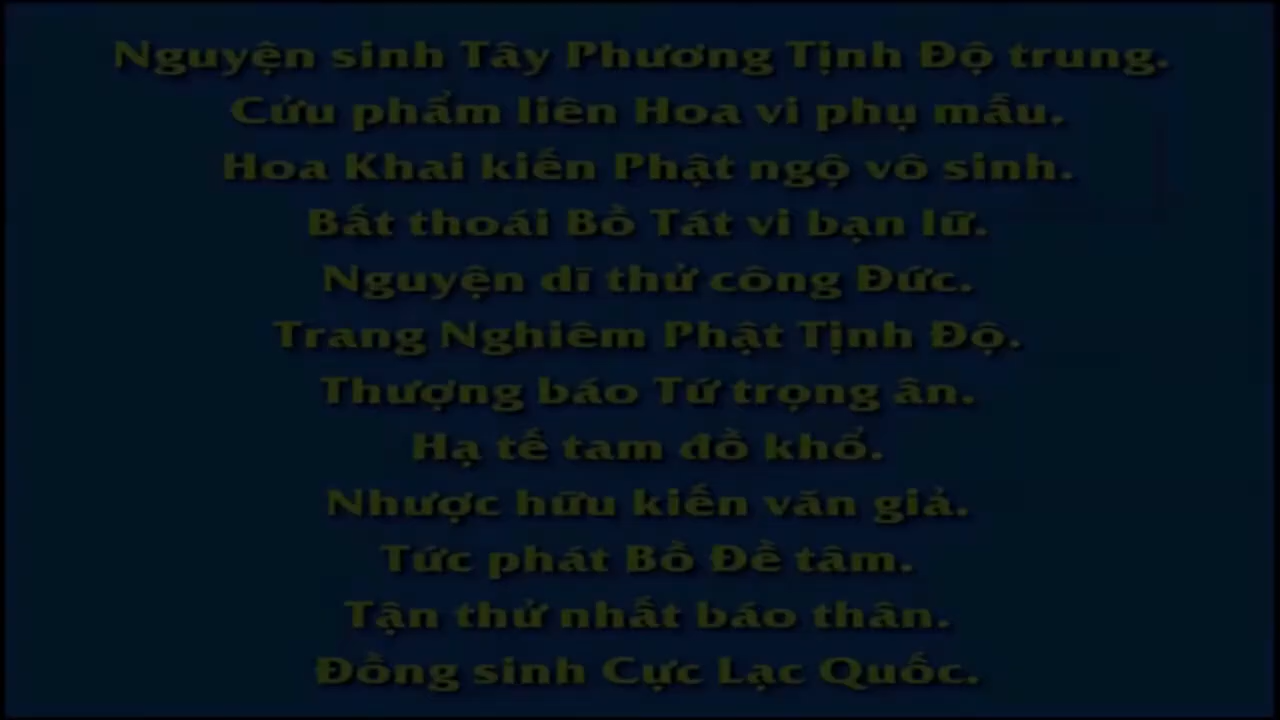 Nguyện sinh Tây Phương Tịnh Độ trung.
Cửu phẩm liên Hoa vi phụ mẫu.
Hoa Khai kiến Phật ngộ vô sinh.
Bất thoái Bồ Tát vi bạn lữ.
Nguyện dĩ thử công Đức.
Trang Nghiêm Phật Tịnh Độ.
Thượng báo Tứ trọng ân.
Hạ tế tam đồ khổ.
Nhược hữu kiến văn giả.
Tức phát Bồ Đề tâm.
Tận thử nhất báo thân.
Đồng sinh Cực Lạc Quốc.